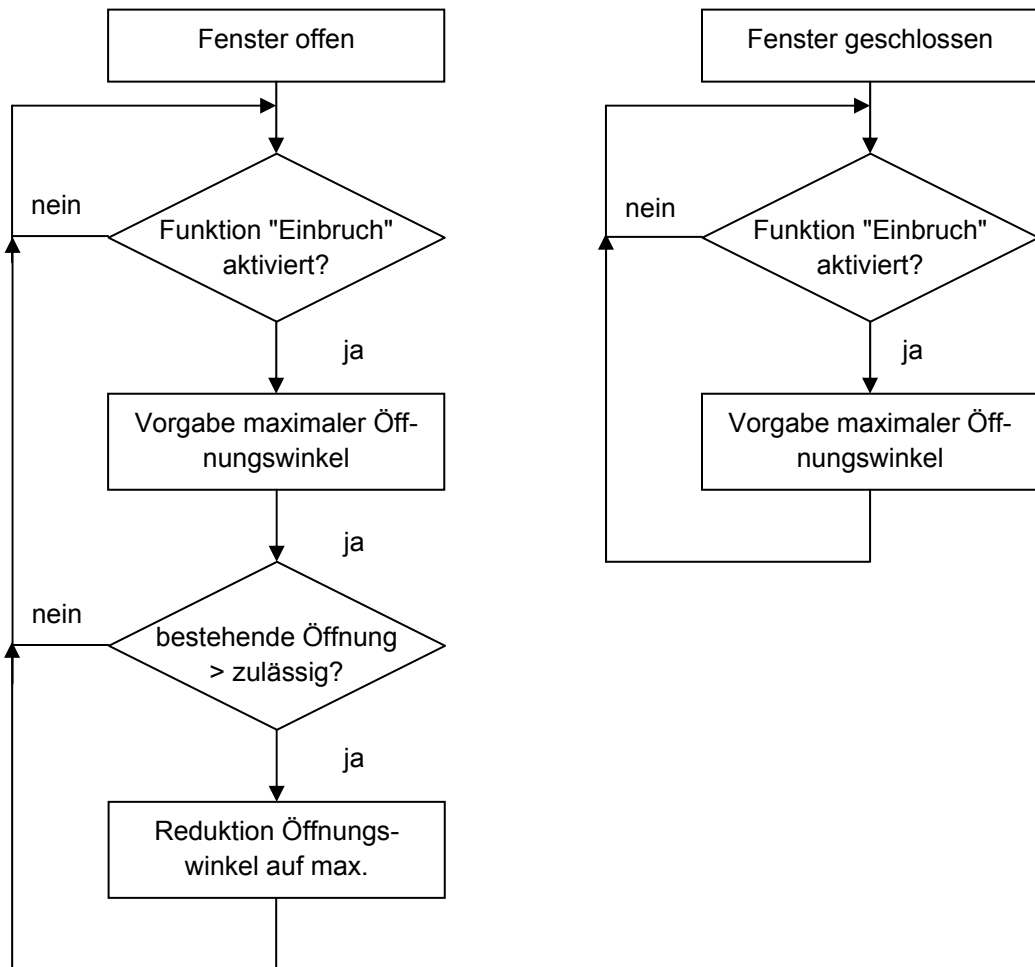 Fenster offen
nein
Funktion "Einbruch"
aktiviert?
ja
Vorgabe maximaler Öff-
nungswinkel
ja
nein
bestehende Öffnung
> zulässig?
ja
Reduktion Öffnungs-
winkel auf max.
Fenster geschlossen
nein
Funktion "Einbruch"
aktiviert?
ja
Vorgabe maximaler Öff-
nungswinkel